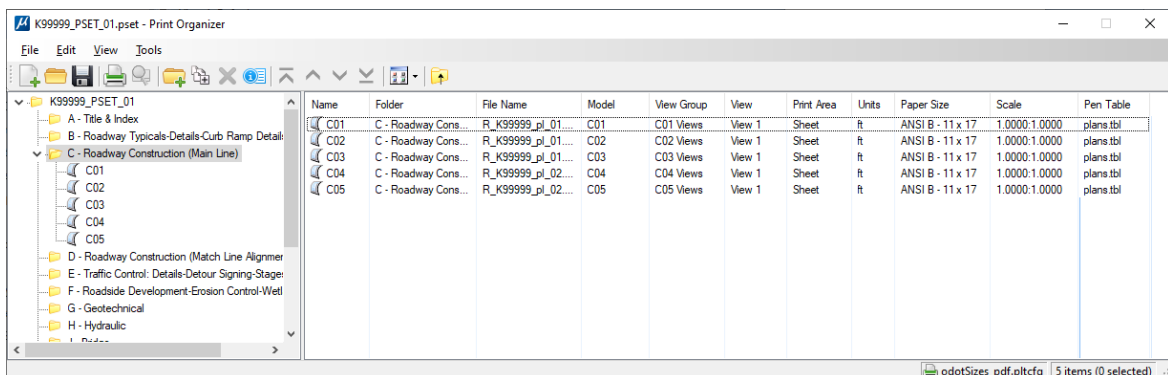 K99999_PSET_01.pset - Print Organizer
File Edit View Tools
K99999_PSET_01
A - Title & Index
B - Roadway Typicals-Details-Curb Ramp Details
C - Roadway Construction (Main Line)
C01
C02
C03
C04
C05
D - Roadway Construction (Match Line Alignmen
E - Traffic Control: Details-Detour Signing-Stages
F - Roadside Development-Erosion Control-Wetl
G - Geotechnical
H - Hydraulic
Name Folder File Name Model View Group View Print Area Units Paper Size Scale Pen Table
C01 C - Roadway Cons... R_K99999_pl_01.... C01 C01 Views View 1 Sheet ft ANSI B - 11 x 17 1.0000:1.0000 plans.tbl
C02 C - Roadway Cons... R_K99999_pl_01.... C02 C02 Views View 1 Sheet ft ANSI B - 11 x 17 1.0000:1.0000 plans.tbl
C03 C - Roadway Cons... R_K99999_pl_01.... C03 C03 Views View 1 Sheet ft ANSI B - 11 x 17 1.0000:1.0000 plans.tbl
C04 C - Roadway Cons... R_K99999_pl_02.... C04 C04 Views View 1 Sheet ft ANSI B - 11 x 17 1.0000:1.0000 plans.tbl
C05 C - Roadway Cons... R_K99999_pl_02.... C05 C05 Views View 1 Sheet ft ANSI B - 11 x 17 1.0000:1.0000 plans.tbl
odotSizes_pdf.pltcfg 5 items (0 selected)